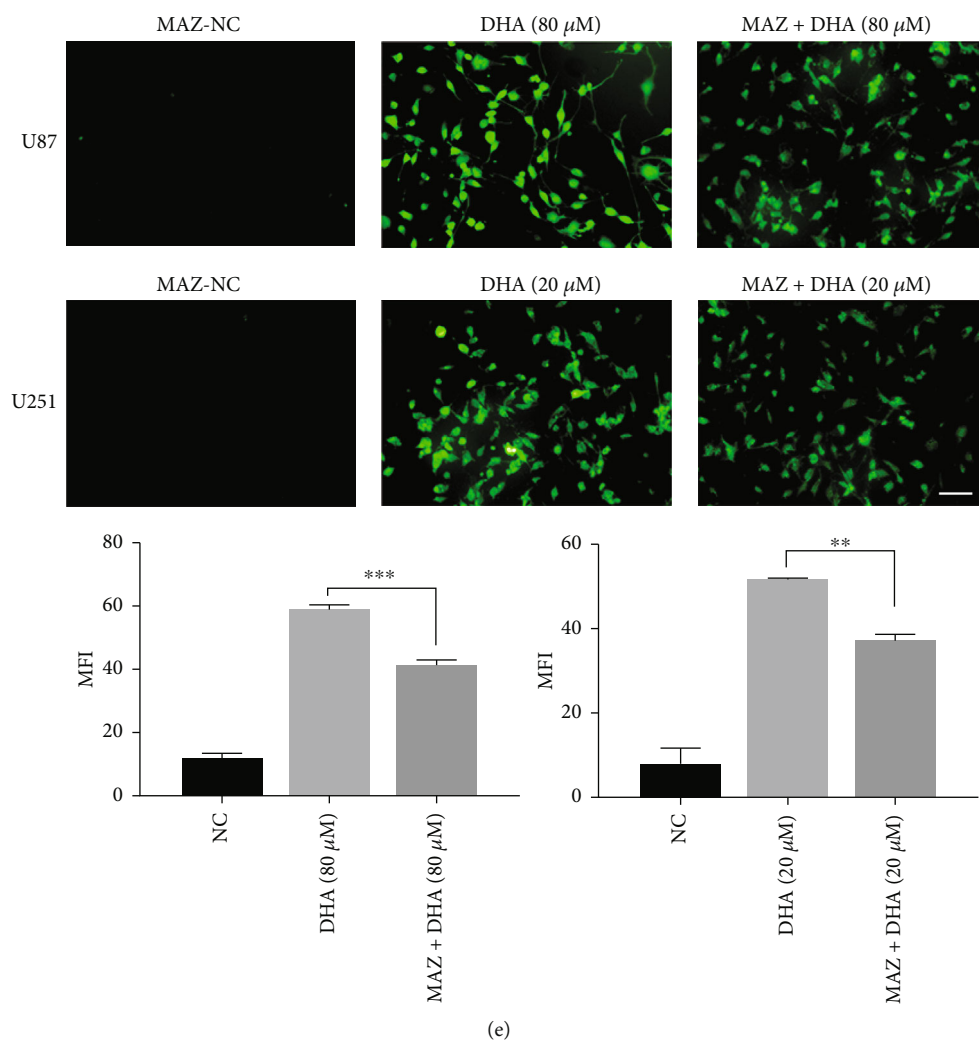 MAZ-NC DHA (80 μM) MAZ + DHA (80 μM)
U87
MAZ-NC DHA (20 μM) MAZ + DHA (20 μM)
U251
80
60
40
20
0
MFI
***
NC
DHA (80 μM)
MAZ + DHA (80 μM)
60
40
20
0
MFI
**
NC
DHA (20 μM)
MAZ + DHA (20 μM)
(e)